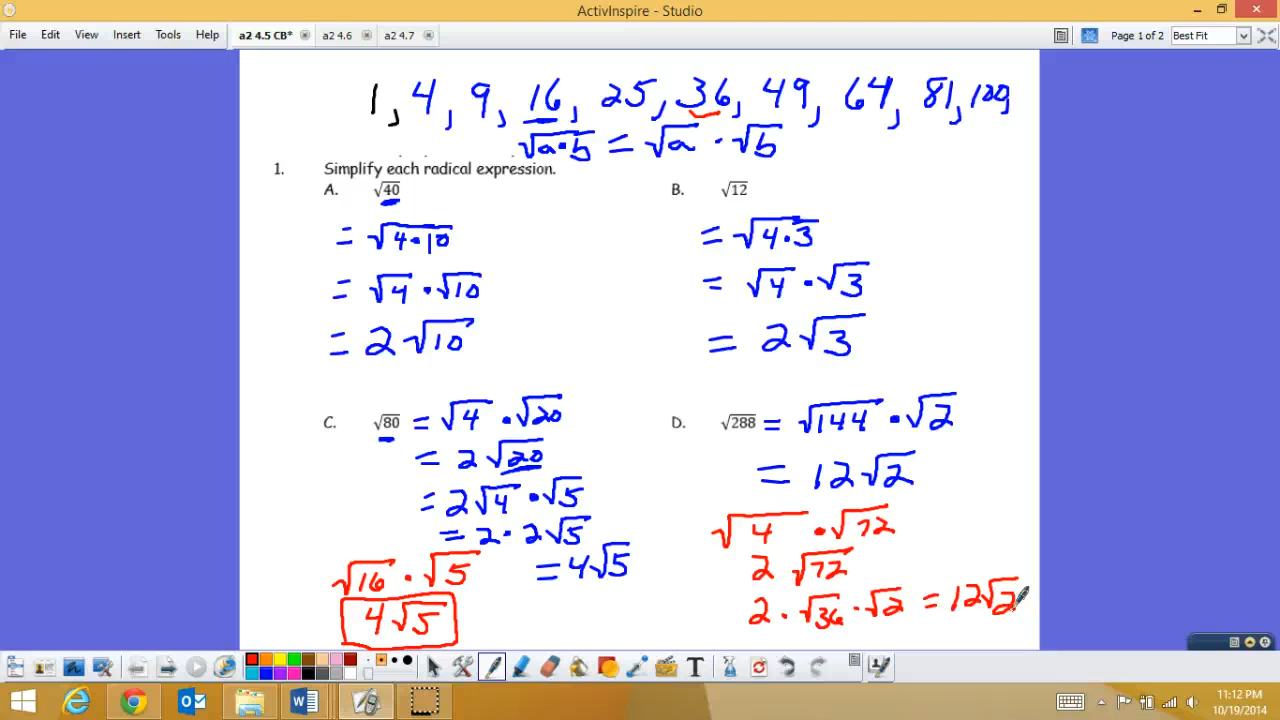 ActivInspire - Studio
File Edit View Insert Tools Help a2 4.5 CB* a2 4.6 a2 4.7 Page 1 of 2 Best Fit
1, 4, 9, 16, 25, 36, 49, 64, 81, 100,
√a·b = √a · √b
1. Simplify each radical expression.
A. √40
= √4·10
= √4 · √10
= 2√10
B. √12
= √4·3
= √4 · √3
= 2√3
C. √80 = √4 · √20
= 2√20
= 2√4 · √5
= 2 · 2√5
= 4√5
√16 · √5
4√5
D. √288 = √144 · √2
= 12√2
√4 · √72
2 √72
2 · √36 · √2 = 12√2
11:12 PM
10/19/2014